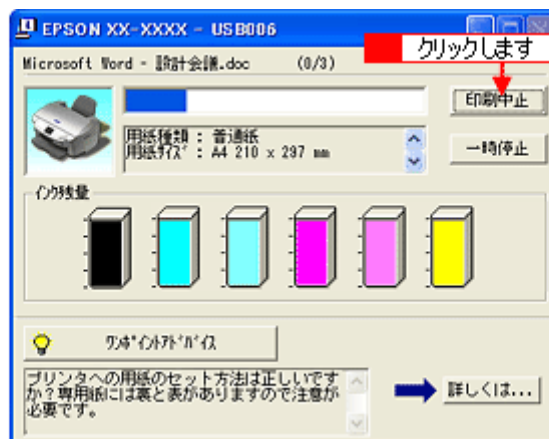 EPSON XX-XXXX - USB006
クリックします
Microsoft Word - 設計会議.doc (0/3)
印刷中止
用紙種類 : 普通紙
用紙ｻｲｽﾞ : A4 210 x 297 mm
一時停止
ｲﾝｸ残量
ﾜﾝﾎﾟｲﾝﾄｱﾄﾞﾊﾞｲｽ
プリンタへの用紙のセット方法は正しいです
か？専用紙には裏と表がありますので注意が
必要です。
詳しくは...